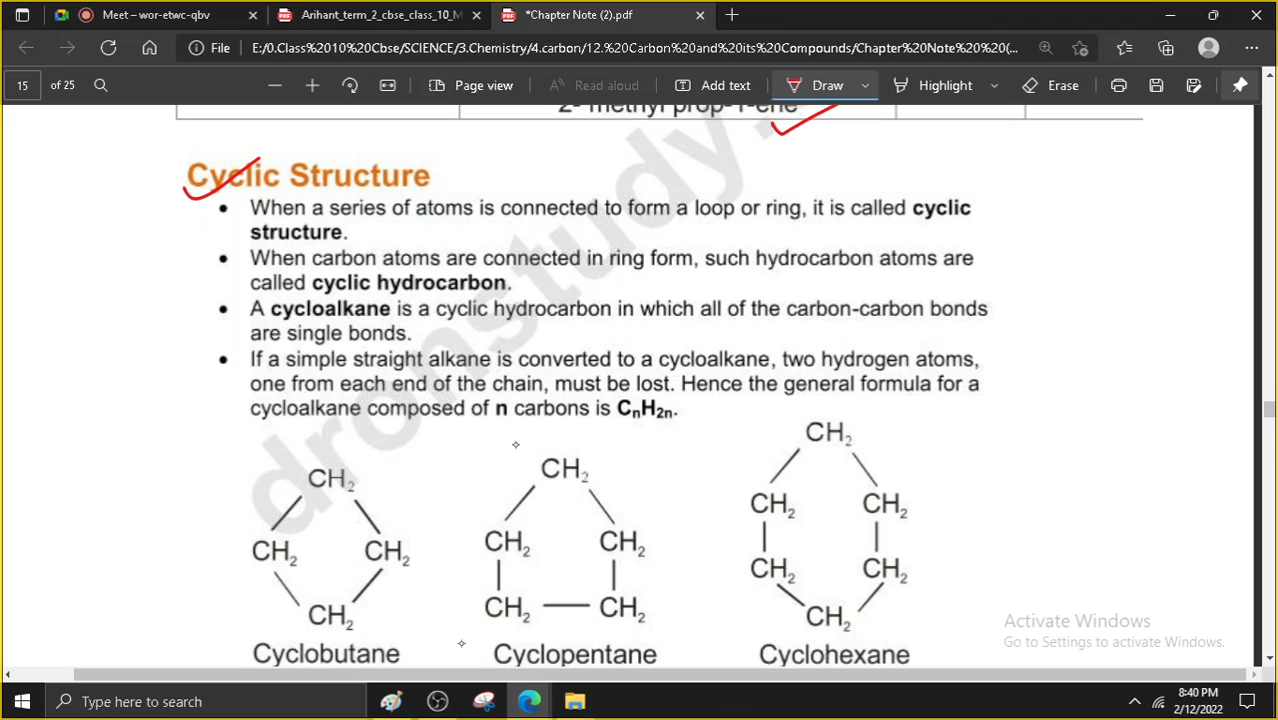 Meet – wor-etwc-qbv
Arihant_term_2_cbse_class_10_M
*Chapter Note (2).pdf
File
E:/0.Class%2010%20Cbse/SCIENCE/3.Chemistry/4.carbon/12.%20Carbon%20and%20its%20Compounds/Chapter%20Note%20%20(...
15 of 25
Page view
Read aloud
Add text
Draw
Highlight
Erase
2- methyl prop-1-ene
Cyclic Structure
• When a series of atoms is connected to form a loop or ring, it is called cyclic
structure.
• When carbon atoms are connected in ring form, such hydrocarbon atoms are
called cyclic hydrocarbon.
• A cycloalkane is a cyclic hydrocarbon in which all of the carbon-carbon bonds
are single bonds.
• If a simple straight alkane is converted to a cycloalkane, two hydrogen atoms,
one from each end of the chain, must be lost. Hence the general formula for a
cycloalkane composed of n carbons is CₙH₂ₙ.
CH₂
CH₂ CH₂
CH₂
Cyclobutane
CH₂
CH₂ CH₂
CH₂ CH₂
Cyclopentane
CH₂
CH₂ CH₂
CH₂ CH₂
CH₂
Cyclohexane
dronstudy.
Activate Windows
Go to Settings to activate Windows.
Type here to search
8:40 PM
2/12/2022